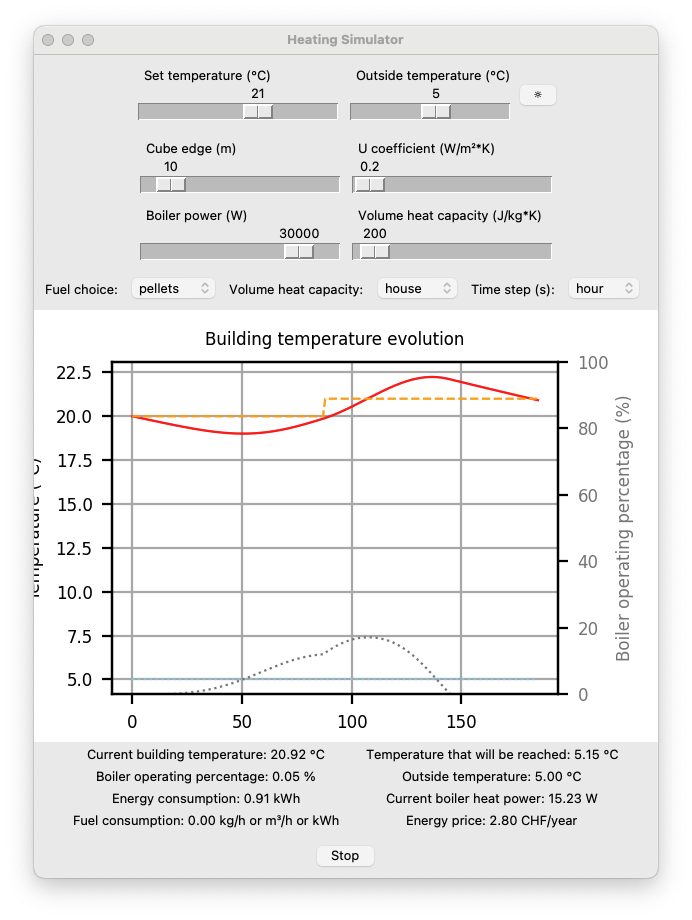 Heating Simulator
Set temperature (°C) Outside temperature (°C)
21 5
☼
Cube edge (m) U coefficient (W/m²*K)
10 0.2
Boiler power (W) Volume heat capacity (J/kg*K)
30000 200
Fuel choice: pellets Volume heat capacity: house Time step (s): hour
Building temperature evolution
22.5
20.0
17.5
15.0
12.5
10.0
7.5
5.0
100
80
60
40
20
0
Boiler operating percentage (%)
0 50 100 150
Current building temperature: 20.92 °C Temperature that will be reached: 5.15 °C
Boiler operating percentage: 0.05 % Outside temperature: 5.00 °C
Energy consumption: 0.91 kWh Current boiler heat power: 15.23 W
Fuel consumption: 0.00 kg/h or m³/h or kWh Energy price: 2.80 CHF/year
Stop